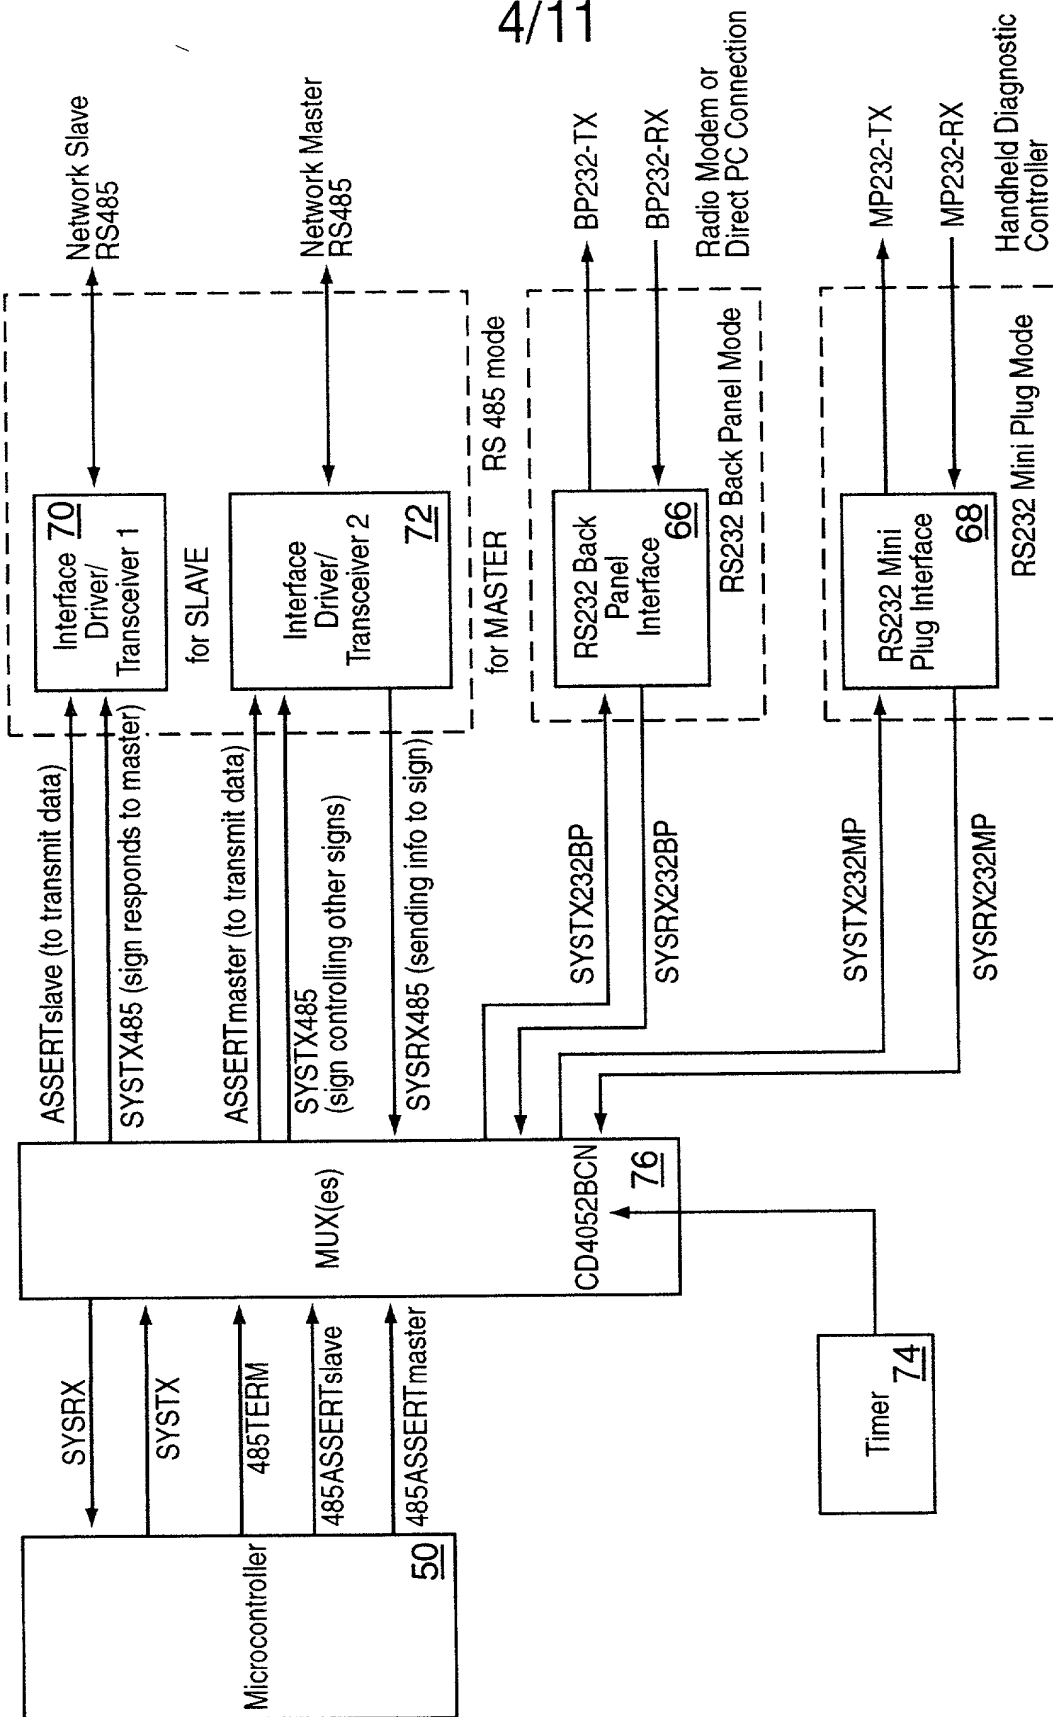 4/11
Microcontroller
50
SYSRX
SYSTX
485TERM
485ASSERTslave
485ASSERTmaster
Timer
74
MUX(es)
CD4052BCN
76
ASSERTslave (to transmit data)
SYSTX485 (sign responds to master)
ASSERTmaster (to transmit data)
SYSTX485
(sign controlling other signs)
SYSRX485 (sending info to sign)
SYSTX232BP
SYSRX232BP
SYSTX232MP
SYSRX232MP
Interface
Driver/
Transceiver 1
70
for SLAVE
Interface
Driver/
Transceiver 2
72
for MASTER
RS 485 mode
RS232 Back
Panel
Interface
66
RS232 Back Panel Mode
RS232 Mini
Plug Interface
68
RS232 Mini Plug Mode
Network Slave
RS485
Network Master
RS485
BP232-TX
BP232-RX
Radio Modem or
Direct PC Connection
MP232-TX
MP232-RX
Handheld Diagnostic
Controller